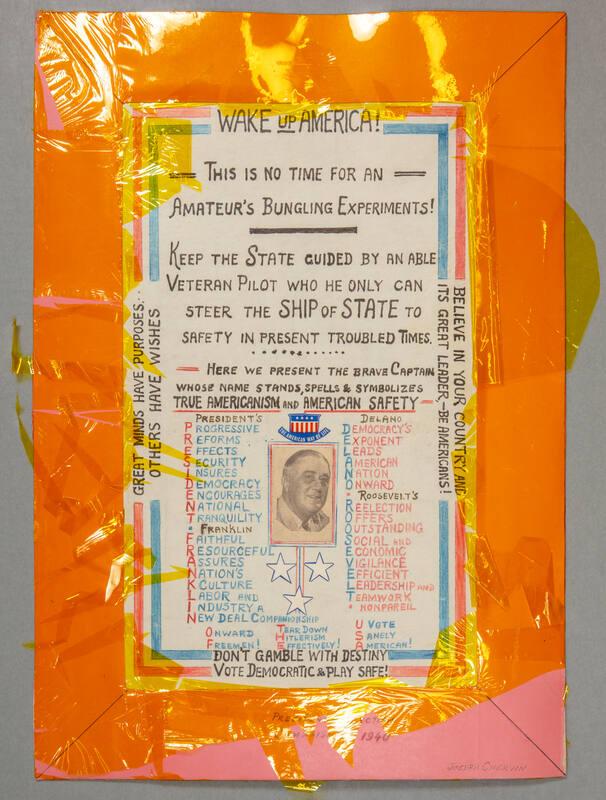 WAKE UP AMERICA!
THIS IS NO TIME FOR AN
AMATEUR'S BUNGLING EXPERIMENTS!
KEEP THE STATE GUIDED BY AN ABLE
VETERAN PILOT WHO HE ONLY CAN
STEER THE SHIP OF STATE TO
SAFETY IN PRESENT TROUBLED TIMES.
HERE WE PRESENT THE BRAVE CAPTAIN
WHOSE NAME STANDS, SPELLS & SYMBOLIZES
TRUE AMERICANISM AND AMERICAN SAFETY
GREAT MINDS HAVE PURPOSES.
OTHERS HAVE WISHES
BELIEVE IN YOUR COUNTRY AND
ITS GREAT LEADER,-BE AMERICANS!
PRESIDENT'S
PROGRESSIVE
REFORMS
EFFECTS
SECURITY
INSURES
DEMOCRACY
ENCOURAGES
NATIONAL
TRANQUILITY
FRANKLIN
FAITHFUL
RESOURCEFUL
ASSURES
NATION'S
KCULTURE
LABOR AND
INDUSTRY A
NEW DEAL COMPANIONSHIP
AMERICAN WAY
DELANO
DEMOCRACY'S
EXPONENT
LEADS
AMERICAN
NATION
ONWARD
ROOSEVELT'S
REELECTION
OFFERS
OUTSTANDING
SOCIAL AND
ECONOMIC
VIGILANCE
EFFICIENT
LEADERSHIP AND
TEAMWORK
NONPAREIL
ONWARD
FREEMEN!
TEAR DOWN
HITLERISM
EFFECTIVELY!
U VOTE
SANELY
AMERICAN!
DON'T GAMBLE WITH DESTINY
VOTE DEMOCRATIC & PLAY SAFE!
1940
JOSEPH